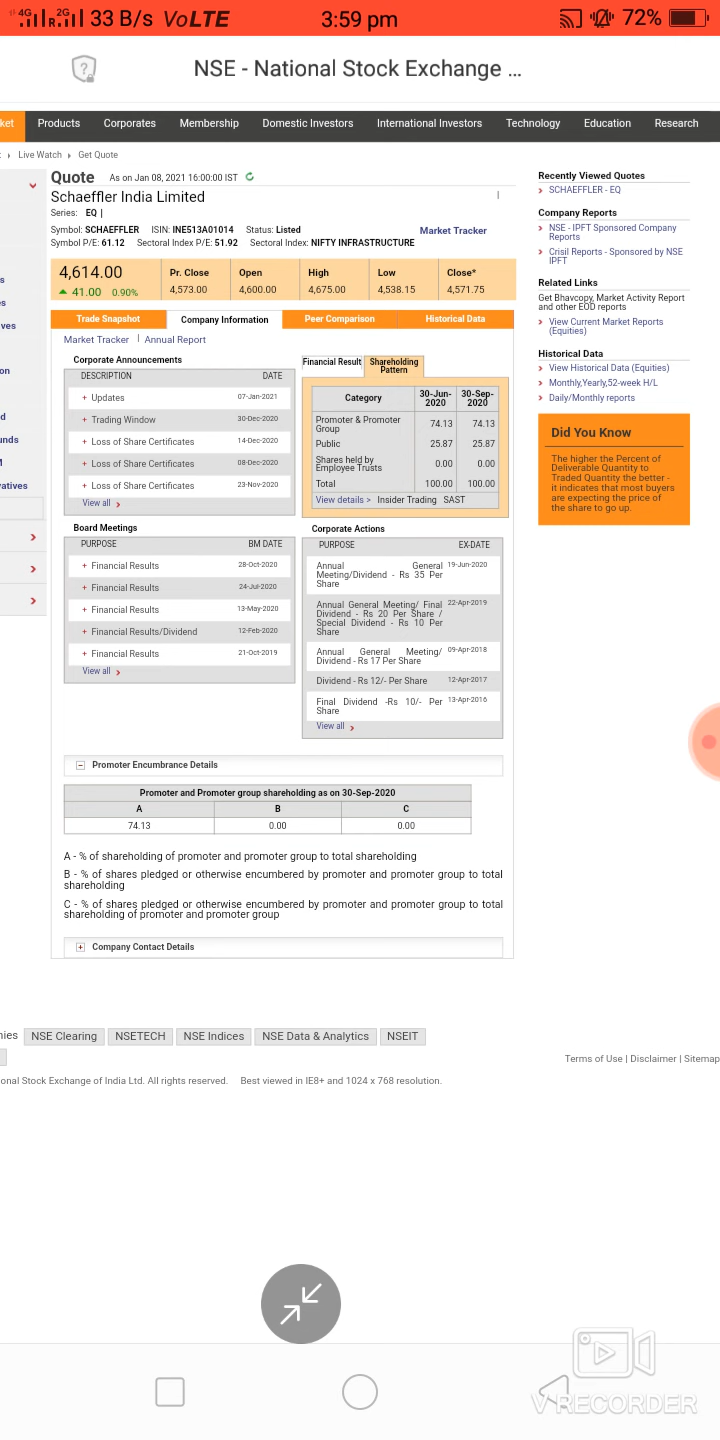 4G 2G R 33 B/s VoLTE 3:59 pm 72%
NSE - National Stock Exchange ...
ket Products Corporates Membership Domestic Investors International Investors Technology Education Research
Live Watch Get Quote
Quote As on Jan 08, 2021 16:00:00 IST
Schaeffler India Limited
Series: EQ |
Symbol: SCHAEFFLER ISIN: INE513A01014 Status: Listed
Market Tracker
Symbol P/E: 61.12 Sectoral Index P/E: 51.92 Sectoral Index: NIFTY INFRASTRUCTURE
4,614.00 Pr. Close Open High Low Close*
41.00 0.90% 4,573.00 4,600.00 4,675.00 4,538.15 4,571.75
Trade Snapshot Company Information Peer Comparison Historical Data
Market Tracker | Annual Report
Corporate Announcements
DESCRIPTION DATE
+ Updates 07-Jan-2021
+ Trading Window 30-Dec-2020
+ Loss of Share Certificates 14-Dec-2020
+ Loss of Share Certificates 08-Dec-2020
+ Loss of Share Certificates 23-Nov-2020
View all
Financial Result Shareholding
Pattern
Category 30-Jun-2020 30-Sep-2020
Promoter & Promoter
Group 74.13 74.13
Public 25.87 25.87
Shares held by
Employee Trusts 0.00 0.00
Total 100.00 100.00
View details > Insider Trading SAST
Board Meetings
PURPOSE BM DATE
+ Financial Results 28-Oct-2020
+ Financial Results 24-Jul-2020
+ Financial Results 13-May-2020
+ Financial Results/Dividend 12-Feb-2020
+ Financial Results 21-Oct-2019
View all
Corporate Actions
PURPOSE EX-DATE
Annual General 19-Jun-2020
Meeting/Dividend - Rs 35 Per
Share
Annual General Meeting/ Final 22-Apr-2019
Dividend - Rs 20 Per Share /
Special Dividend - Rs 10 Per
Share
Annual General Meeting/ 09-Apr-2018
Dividend - Rs 17 Per Share
Dividend - Rs 12/- Per Share 12-Apr-2017
Final Dividend -Rs 10/- Per 13-Apr-2016
Share
View all
Promoter Encumbrance Details
Promoter and Promoter group shareholding as on 30-Sep-2020
A B C
74.13 0.00 0.00
A - % of shareholding of promoter and promoter group to total shareholding
B - % of shares pledged or otherwise encumbered by promoter and promoter group to total
shareholding
C - % of shares pledged or otherwise encumbered by promoter and promoter group to total
shareholding of promoter and promoter group
+ Company Contact Details
Recently Viewed Quotes
SCHAEFFLER - EQ
Company Reports
NSE - IPFT Sponsored Company
Reports
Crisil Reports - Sponsored by NSE
IPFT
Related Links
Get Bhavcopy, Market Activity Report
and other EOD reports
View Current Market Reports
(Equities)
Historical Data
View Historical Data (Equities)
Monthly,Yearly,52-week H/L
Daily/Monthly reports
Did You Know
The higher the Percent of
Deliverable Quantity to
Traded Quantity the better -
it indicates that most buyers
are expecting the price of
the share to go up.
s
s
ves
on
d
unds
M
vatives
nies NSE Clearing NSETECH NSE Indices NSE Data & Analytics NSEIT
Terms of Use | Disclaimer | Sitemap
onal Stock Exchange of India Ltd. All rights reserved. Best viewed in IE8+ and 1024 x 768 resolution.
V RECORDER